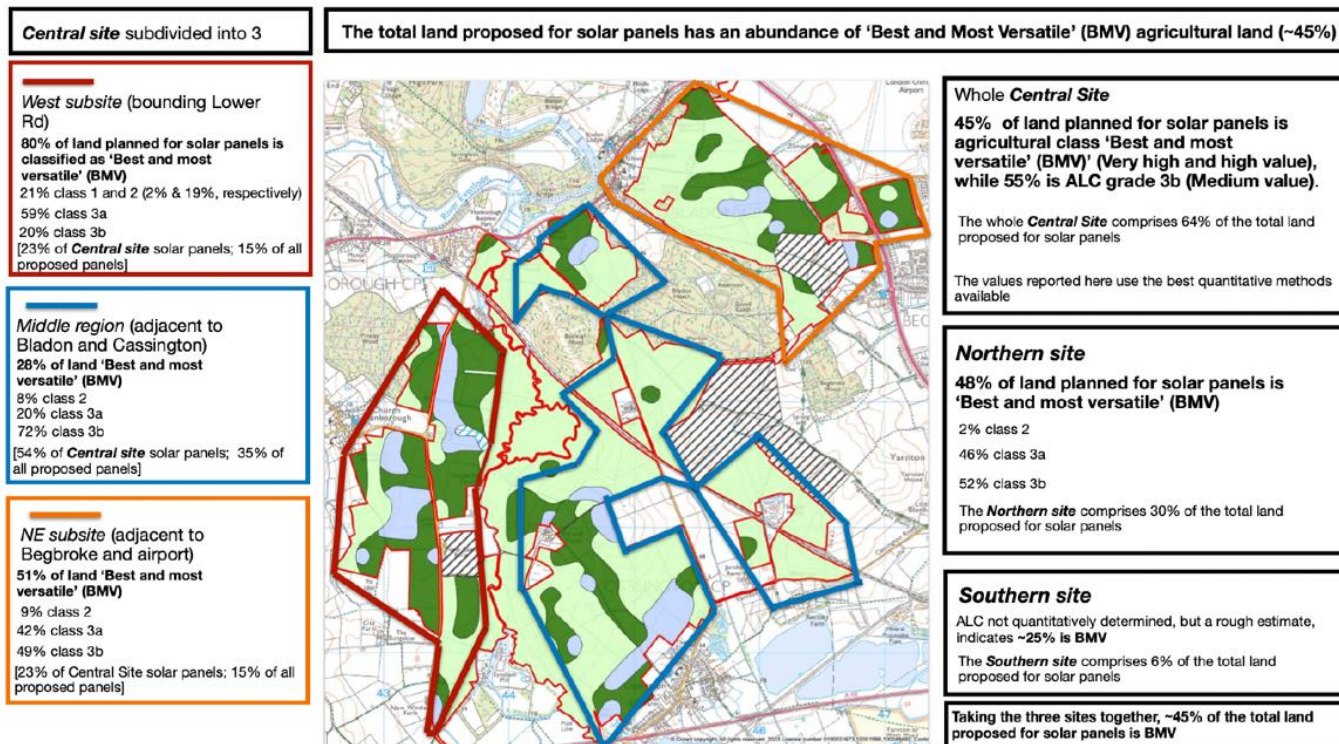 Central site subdivided into 3
The total land proposed for solar panels has an abundance of ‘Best and Most Versatile’ (BMV) agricultural land (~45%)
West subsite (bounding Lower
Rd)
80% of land planned for solar panels is
classified as ‘Best and most
versatile’ (BMV)
21% class 1 and 2 (2% & 19%, respectively)
59% class 3a
20% class 3b
[23% of Central site solar panels; 15% of all
proposed panels]
Middle region (adjacent to
Bladon and Cassington)
28% of land ‘Best and most
versatile’ (BMV)
8% class 2
20% class 3a
72% class 3b
[54% of Central site solar panels; 35% of
all proposed panels]
NE subsite (adjacent to
Begbroke and airport)
51% of land ‘Best and most
versatile’ (BMV)
9% class 2
42% class 3a
49% class 3b
[23% of Central Site solar panels; 15% of all
proposed panels]
Airport
OROUGH CPS
Church
Yarnton
43
44
46
47
Whole Central Site
45% of land planned for solar panels is
agricultural class ‘Best and most
versatile’ (BMV)’ (Very high and high value),
while 55% is ALC grade 3b (Medium value).
The whole Central Site comprises 64% of the total land
proposed for solar panels
The values reported here use the best quantitative methods
available
Northern site
48% of land planned for solar panels is
‘Best and most versatile’ (BMV)
2% class 2
46% class 3a
52% class 3b
The Northern site comprises 30% of the total land
proposed for solar panels
Southern site
ALC not quantitatively determined, but a rough estimate,
indicates ~25% is BMV
The Southern site comprises 6% of the total land
proposed for solar panels
Taking the three sites together, ~45% of the total land
proposed for solar panels is BMV